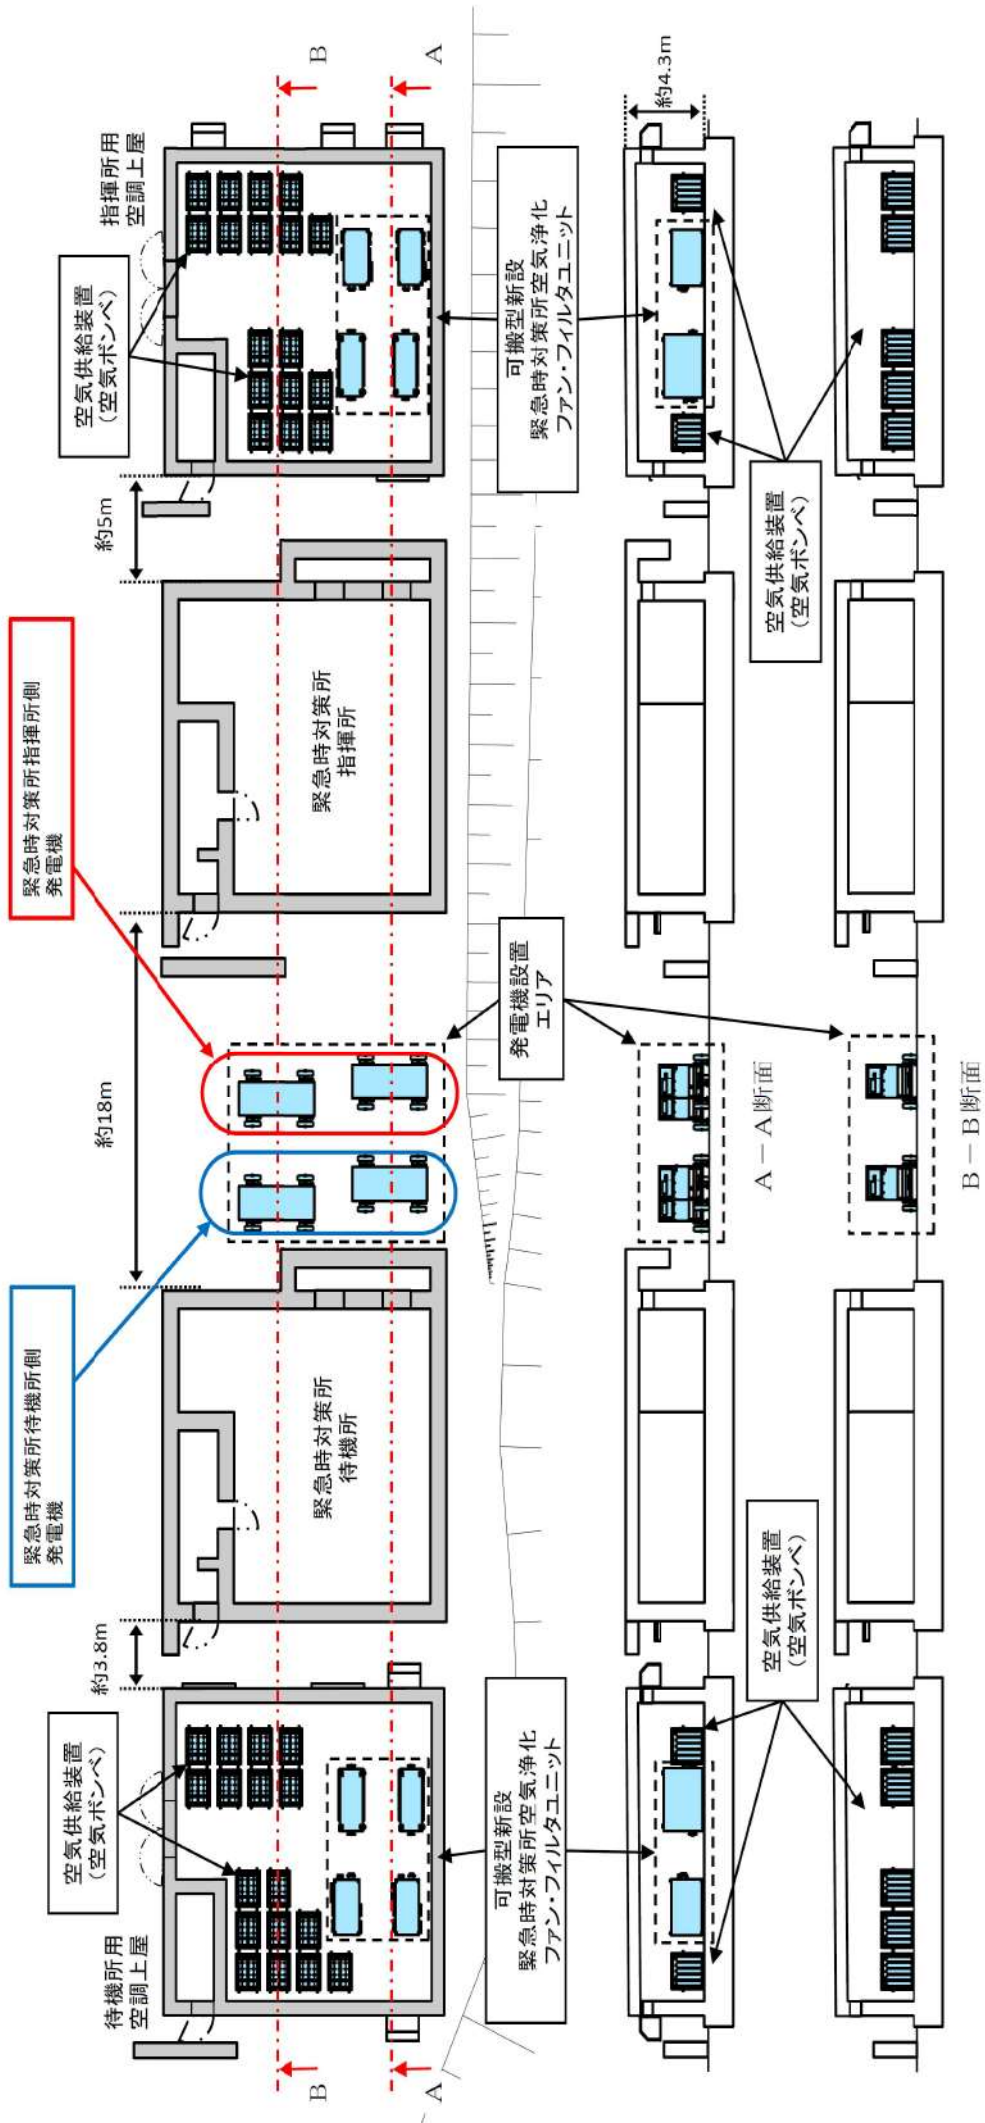 緊急時対策所待機所側
発電機
緊急時対策所指揮所側
発電機
約3.8m
約18m
約5m
待機所用
空調上屋
空気供給装置
（空気ボンベ）
空気供給装置
（空気ボンベ）
指揮所用
空調上屋
緊急時対策所
待機所
緊急時対策所
指揮所
B
B
A
A
可搬型新設
緊急時対策所空気浄化
ファン・フィルタユニット
発電機設置
エリア
可搬型新設
緊急時対策所空気浄化
ファン・フィルタユニット
約4.3m
A－A断面
空気供給装置
（空気ボンベ）
空気供給装置
（空気ボンベ）
B－B断面